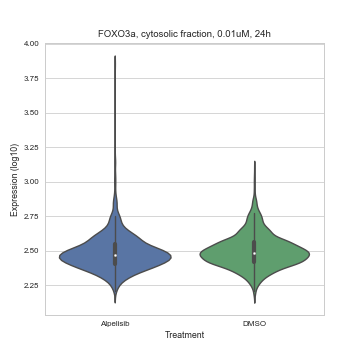 FOXO3a, cytosolic fraction, 0.01uM, 24h
4.00
3.75
3.50
3.25
3.00
2.75
2.50
2.25
Expression (log10)
Alpelisib
DMSO
Treatment